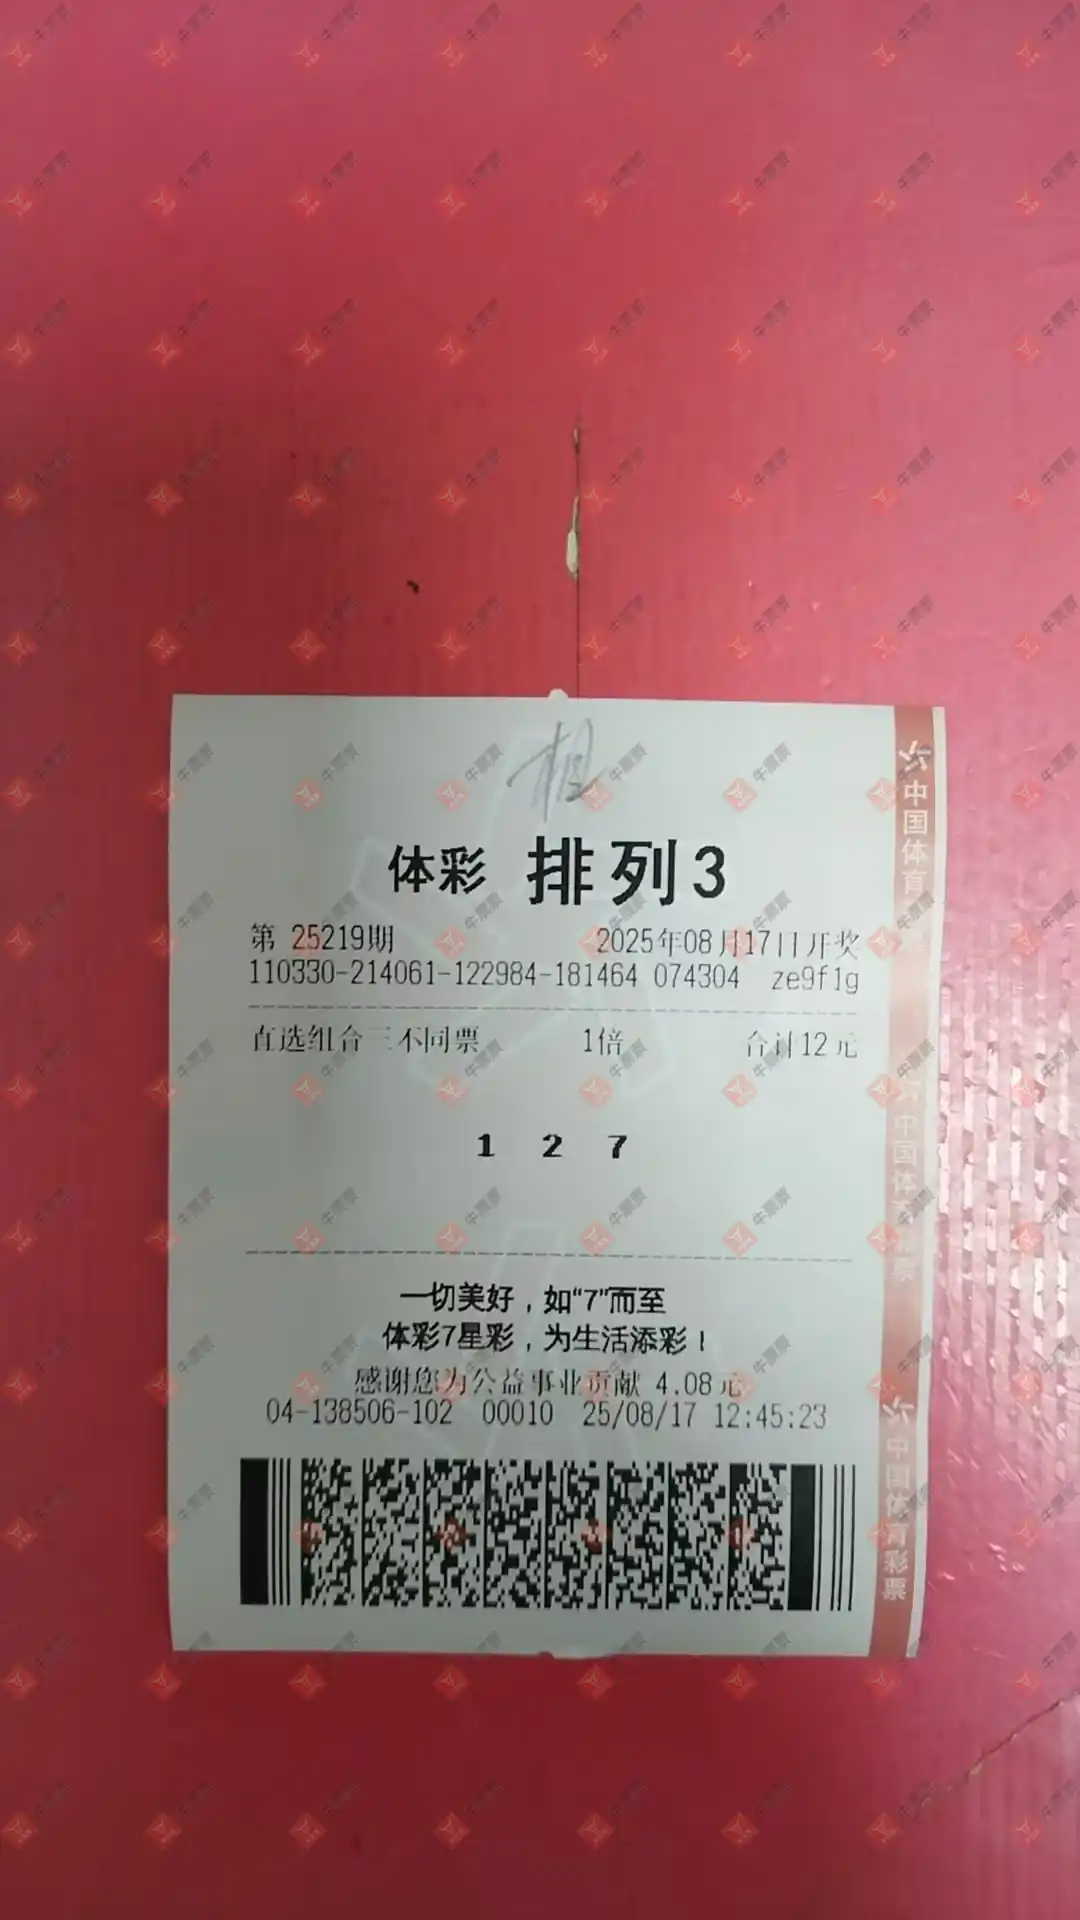 体彩 排列3
第 25219期 2025年08月17日开奖
110330-214061-122984-181464 074304 ze9f1g
直选组合三不同票 1倍 合计12元
1 2 7
一切美好，如“7”而至
体彩7星彩，为生活添彩！
感谢您为公益事业贡献 4.08元
04-138506-102 00010 25/08/17 12:45:23
中国体育
中国体
中国体育彩票
牛票票